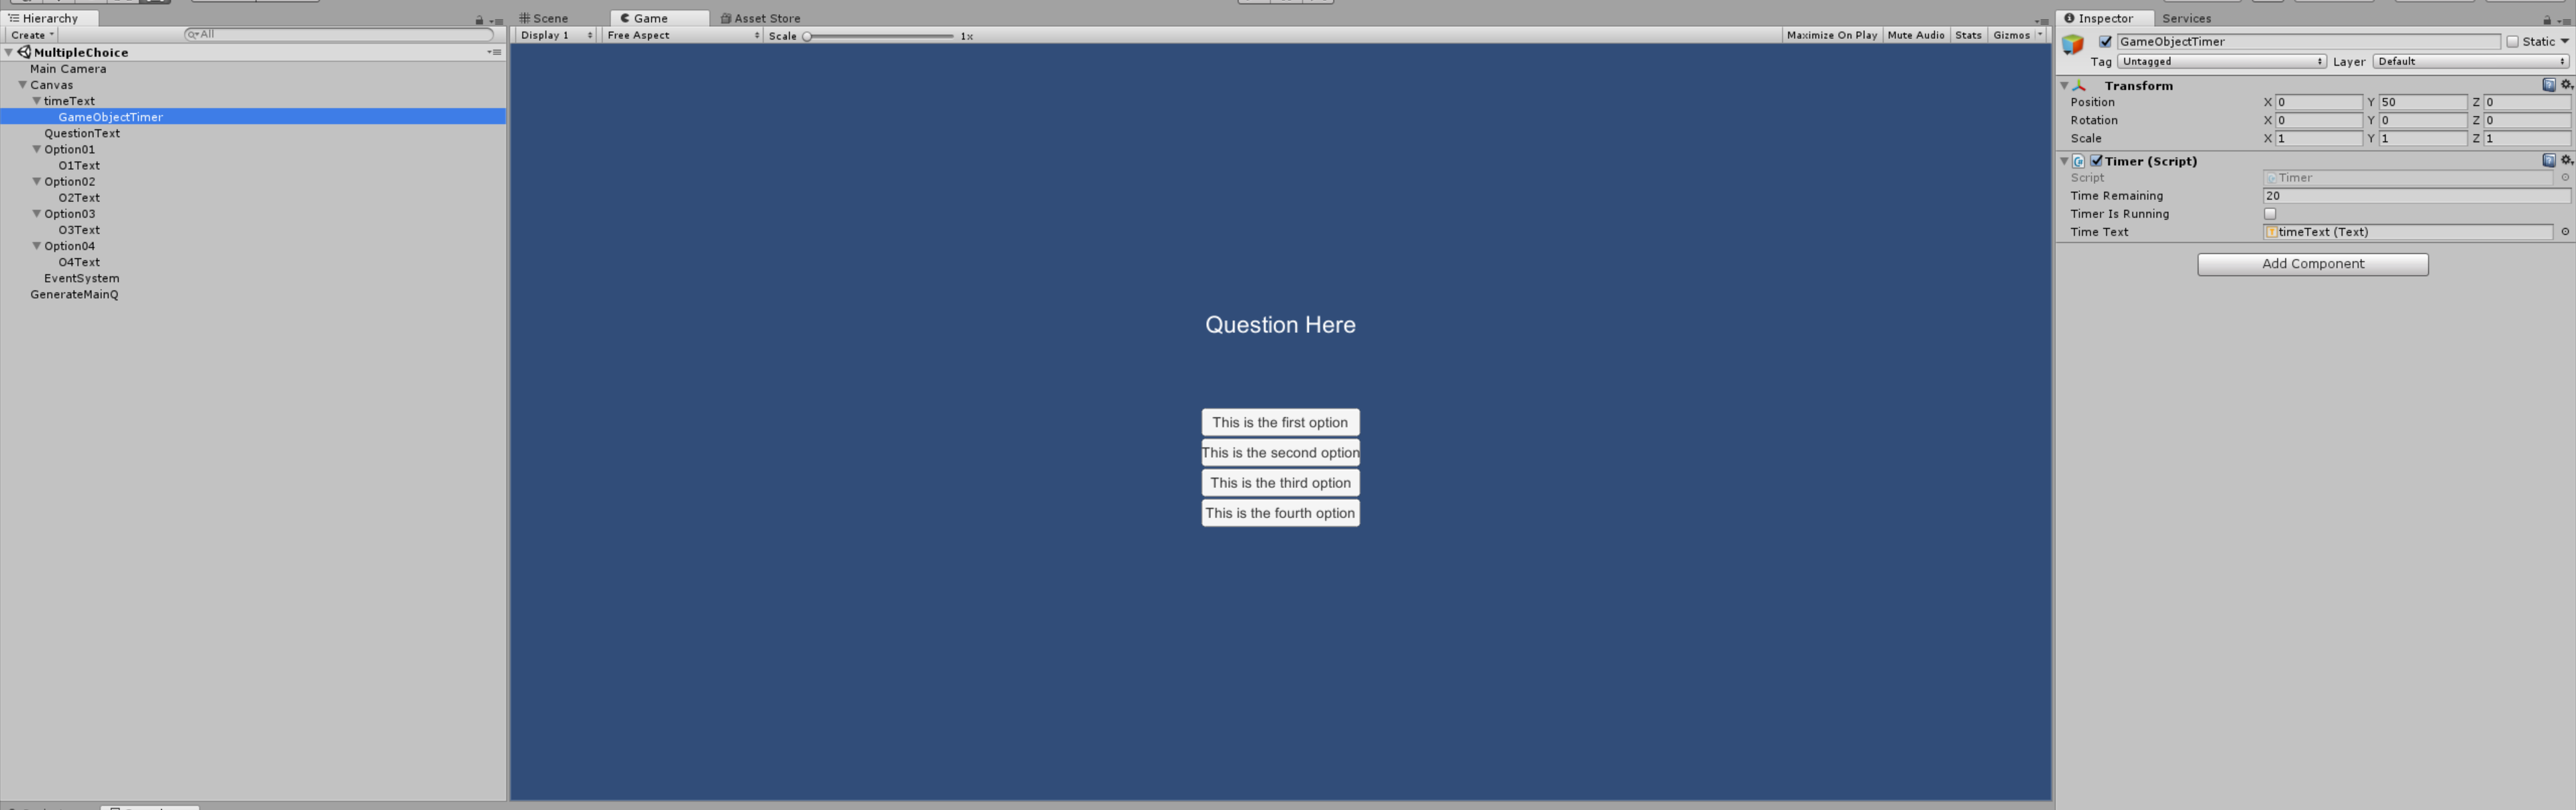 Hierarchy
Create
All
MultipleChoice
Main Camera
Canvas
timeText
GameObjectTimer
QuestionText
Option01
O1Text
Option02
O2Text
Option03
O3Text
Option04
O4Text
EventSystem
GenerateMainQ
Scene Game Asset Store
Display 1 Free Aspect Scale 1x Maximize On Play Mute Audio Stats Gizmos
Question Here
This is the first option
This is the second option
This is the third option
This is the fourth option
Inspector Services
GameObjectTimer Static
Tag Untagged Layer Default
Transform
Position X 0 Y 50 Z 0
Rotation X 0 Y 0 Z 0
Scale X 1 Y 1 Z 1
Timer (Script)
Script Timer
Time Remaining 20
Timer Is Running
Time Text timeText (Text)
Add Component